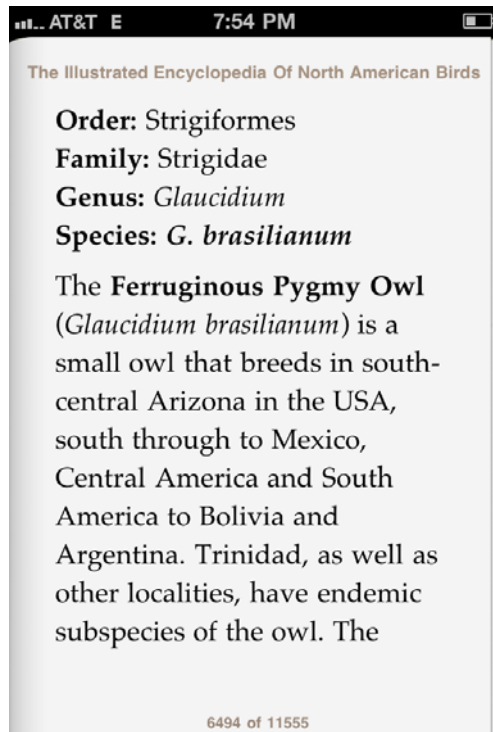 AT&T E 7:54 PM
The Illustrated Encyclopedia Of North American Birds
Order: Strigiformes
Family: Strigidae
Genus: Glaucidium
Species: G. brasilianum
The Ferruginous Pygmy Owl
(Glaucidium brasilianum) is a
small owl that breeds in south-
central Arizona in the USA,
south through to Mexico,
Central America and South
America to Bolivia and
Argentina. Trinidad, as well as
other localities, have endemic
subspecies of the owl. The
6494 of 11555